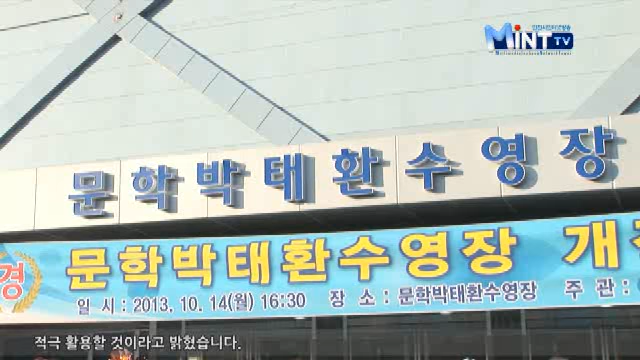 MiNT TV
문학박태환수영장
경
문학박태환수영장 개
일 시 : 2013. 10. 14(월) 16:30 장 소 : 문학박태환수영장 주 관 :
적극 활용할 것이라고 밝혔습니다.